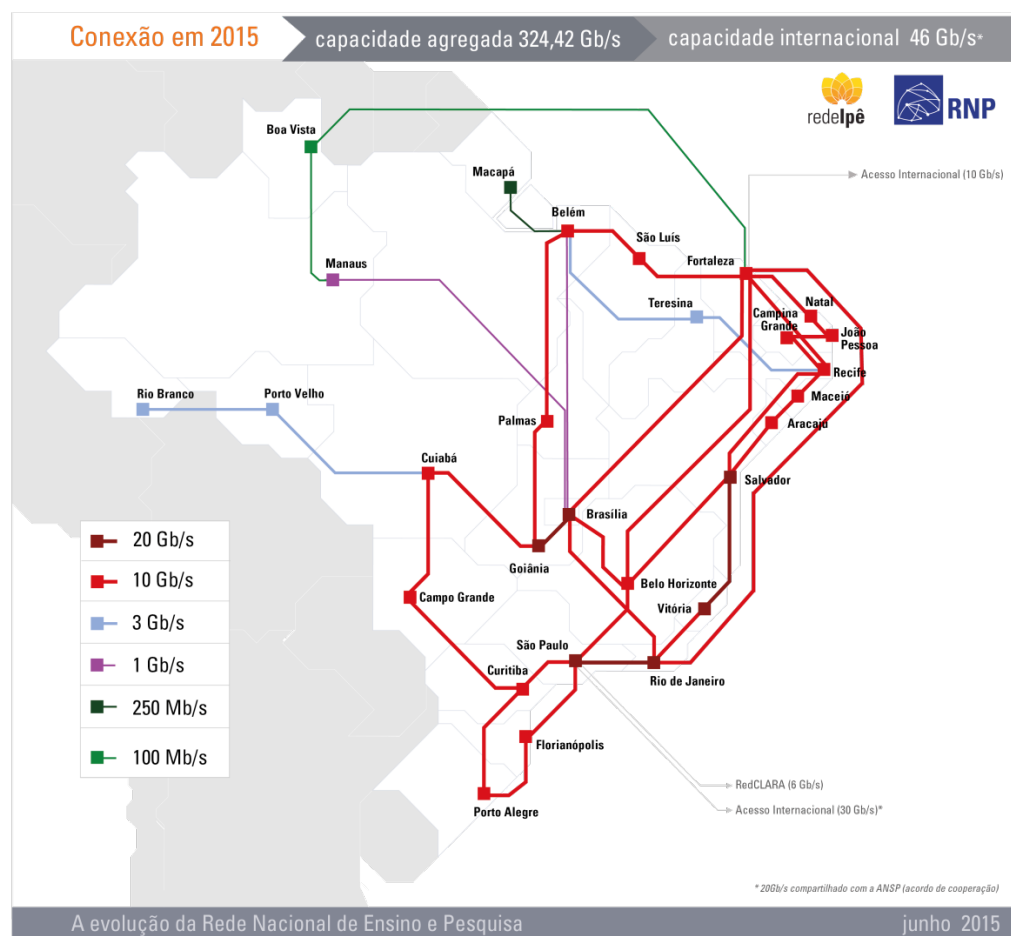 Conexão em 2015
capacidade agregada 324,42 Gb/s
capacidade internacional 46 Gb/s*
redeIpê
RNP
Boa Vista
Acesso Internacional (10 Gb/s)
Macapá
Belém
São Luís
Fortaleza
Manaus
Teresina
Natal
Campina
Grande
João
Pessoa
Recife
Rio Branco
Porto Velho
Maceió
Palmas
Aracajú
Cuiabá
Salvador
Brasília
20 Gb/s
10 Gb/s
3 Gb/s
1 Gb/s
250 Mb/s
100 Mb/s
Goiânia
Belo Horizonte
Campo Grande
Vitória
São Paulo
Curitiba
Rio de Janeiro
Florianópolis
RedCLARA (6 Gb/s)
Porto Alegre
Acesso Internacional (30 Gb/s)*
* 20Gb/s compartilhado com a ANSP (acordo de cooperação)
A evolução da Rede Nacional de Ensino e Pesquisa
junho 2015